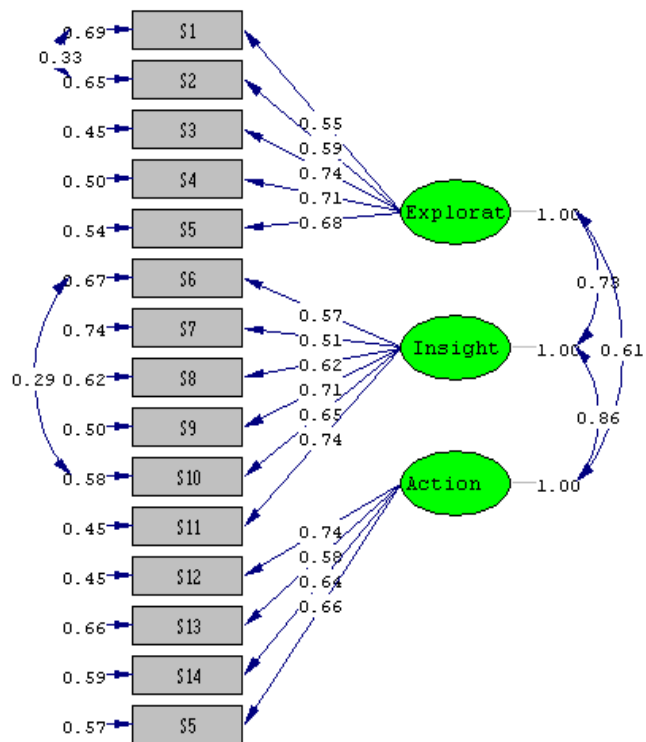 0.69 S1
0.33
0.65 S2
0.45 S3
0.50 S4
0.54 S5
0.67 S6
0.74 S7
0.29 0.62 S8
0.50 S9
0.58 S10
0.45 S11
0.45 S12
0.66 S13
0.59 S14
0.57 S5
0.55
0.59
0.74
0.71
0.68
0.57
0.51
0.62
0.71
0.65
0.74
0.74
0.58
0.64
0.66
Explorat 1.00
Insight 1.00
Action 1.00
0.73
0.61
0.86